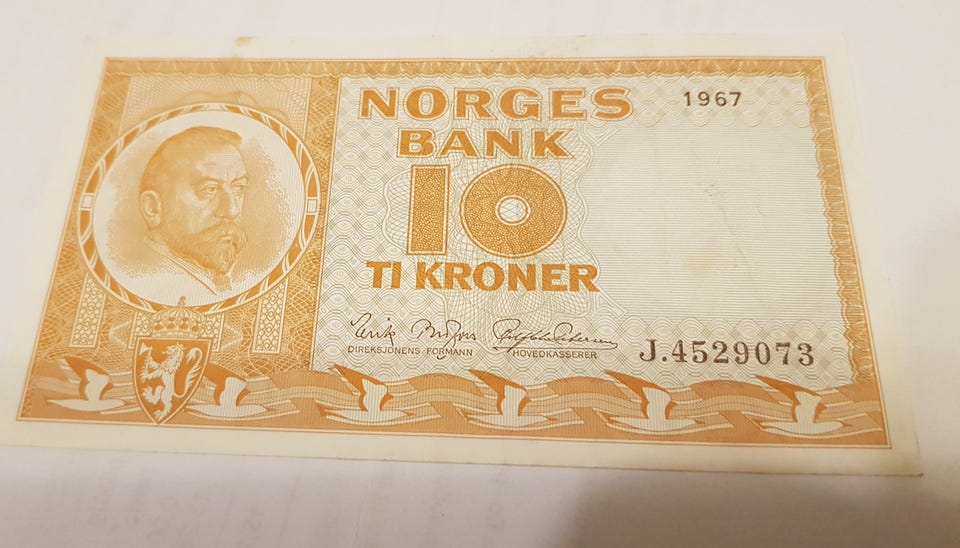 NORGES
1967
BANK
10
TI KRONER
DIREKSJONENS FORMANN
HOVEDKASSERER
J.4529073